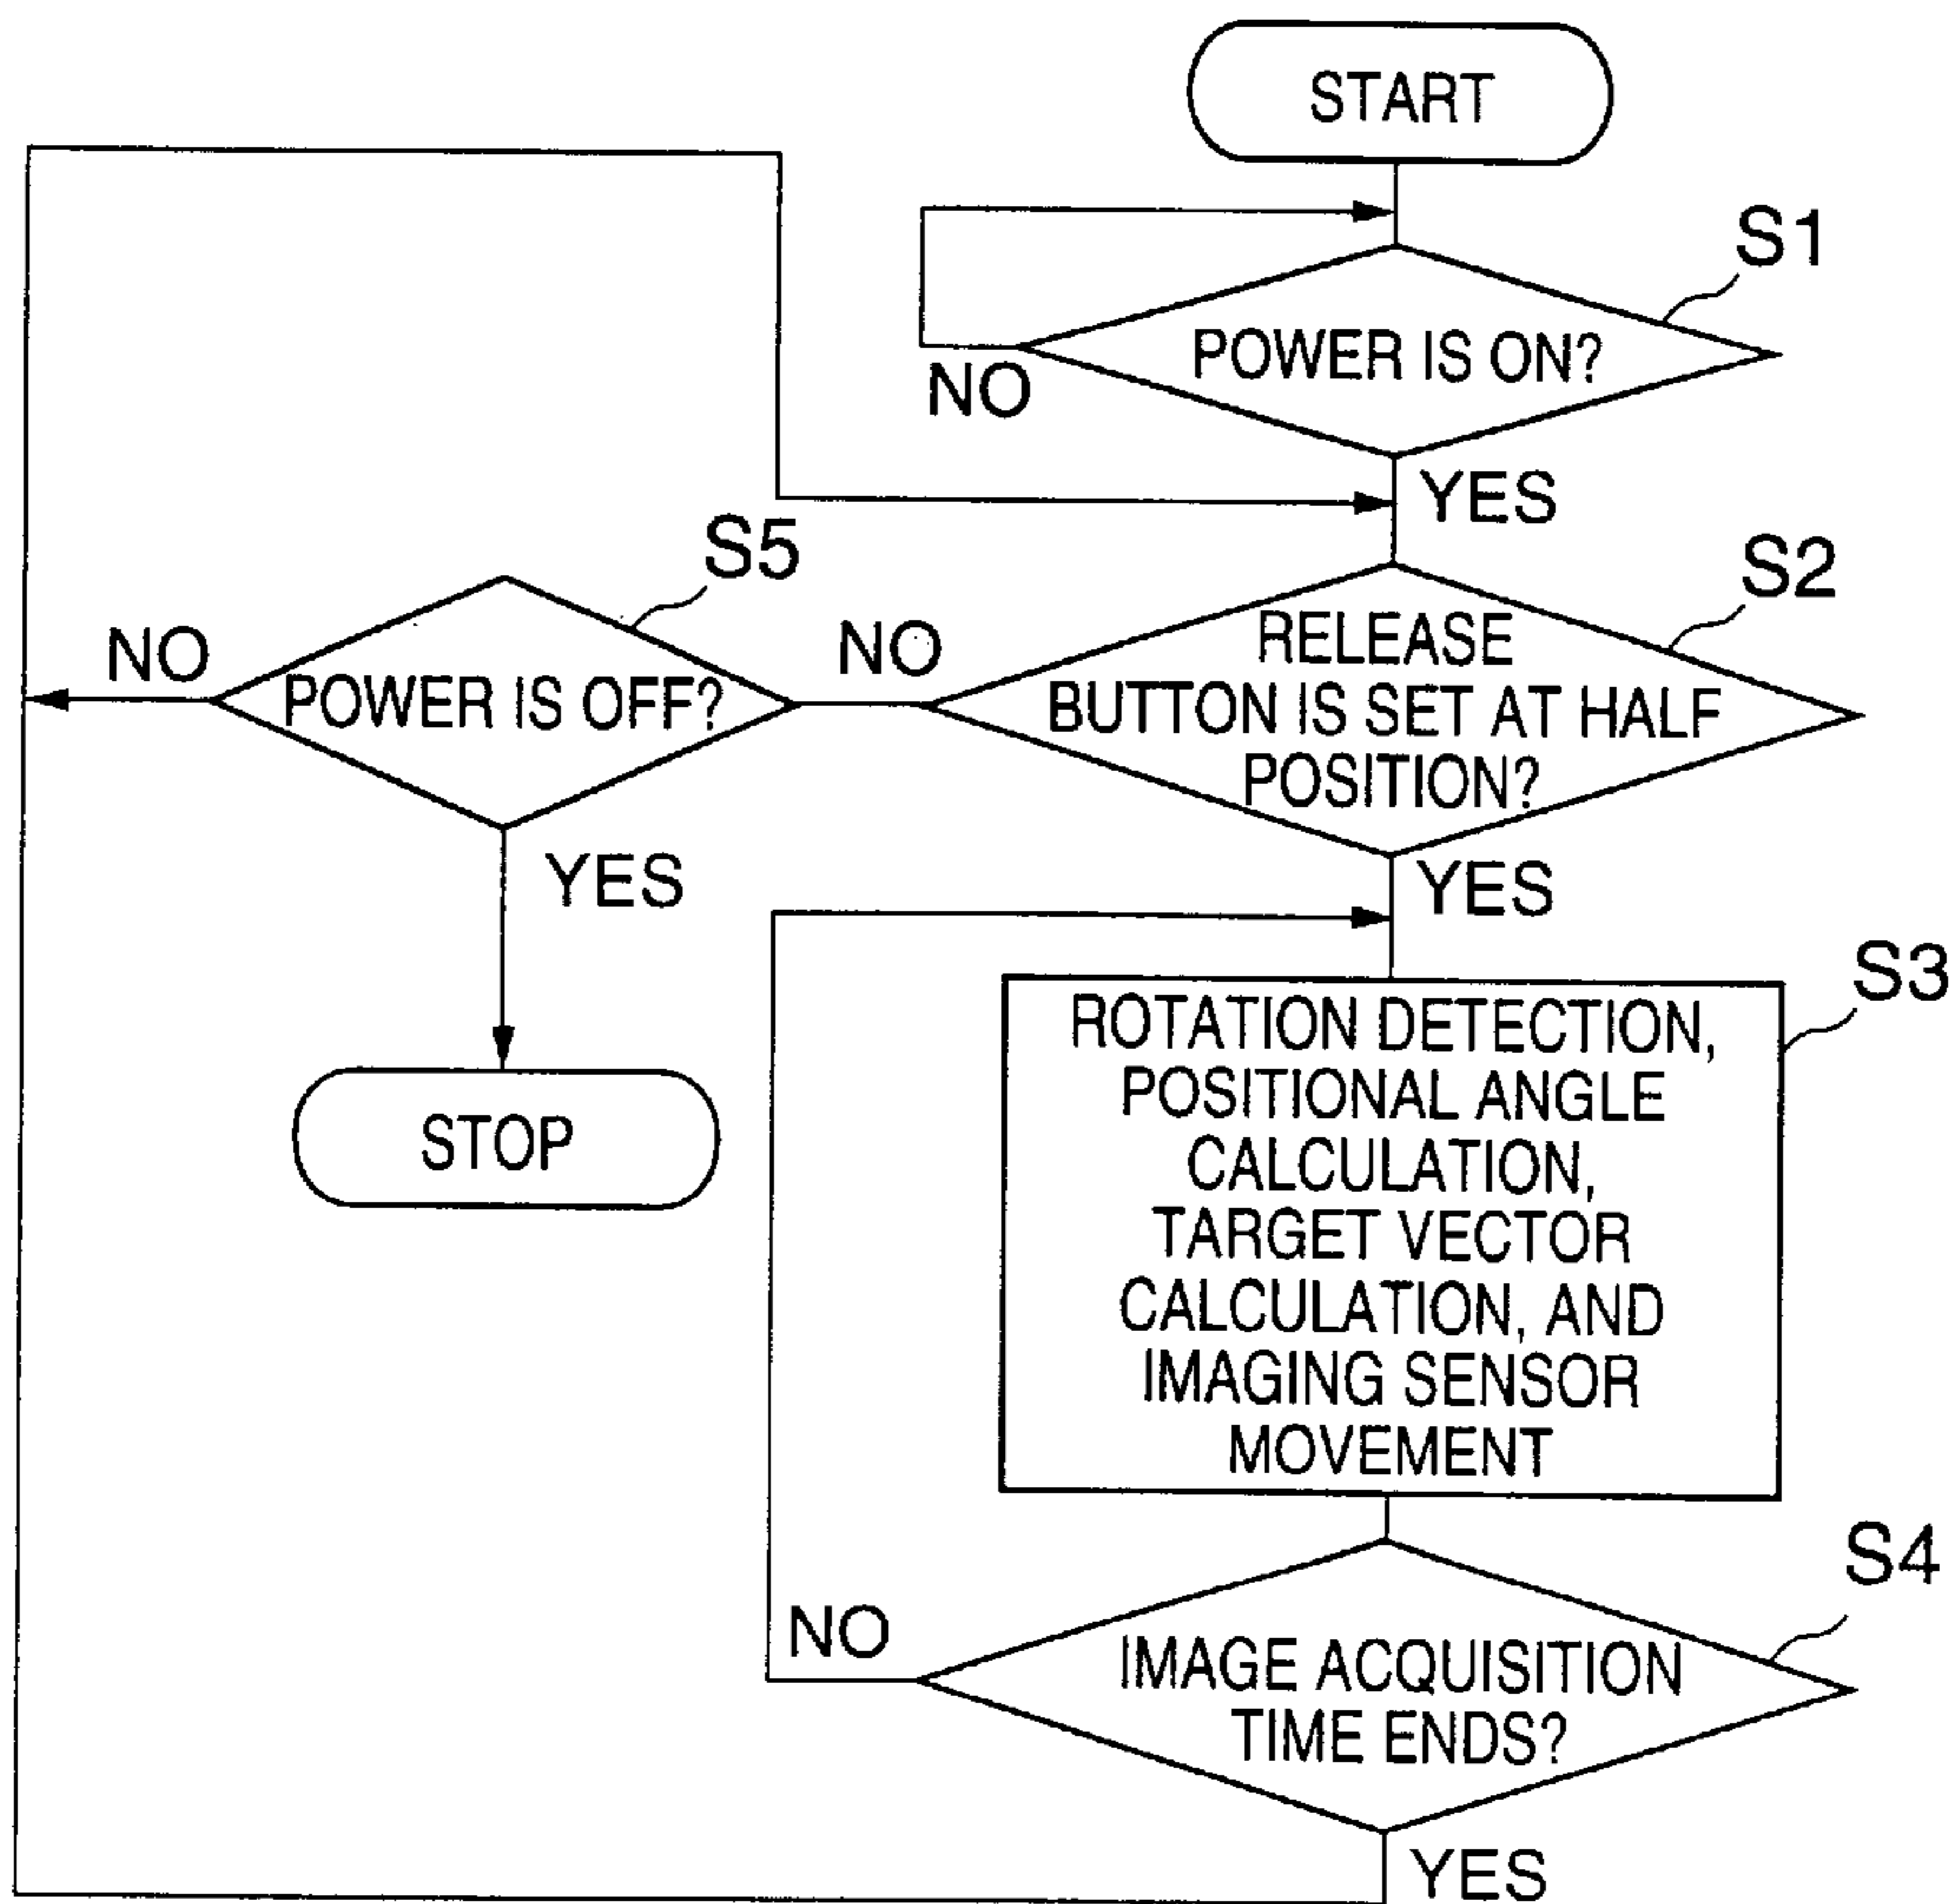 START
S1
POWER IS ON?
NO
YES
S5
S2
NO
POWER IS OFF?
NO
RELEASE
BUTTON IS SET AT HALF
POSITION?
YES
YES
S3
ROTATION DETECTION,
POSITIONAL ANGLE
CALCULATION,
TARGET VECTOR
CALCULATION, AND
IMAGING SENSOR
MOVEMENT
STOP
S4
NO
IMAGE ACQUISITION
TIME ENDS?
YES